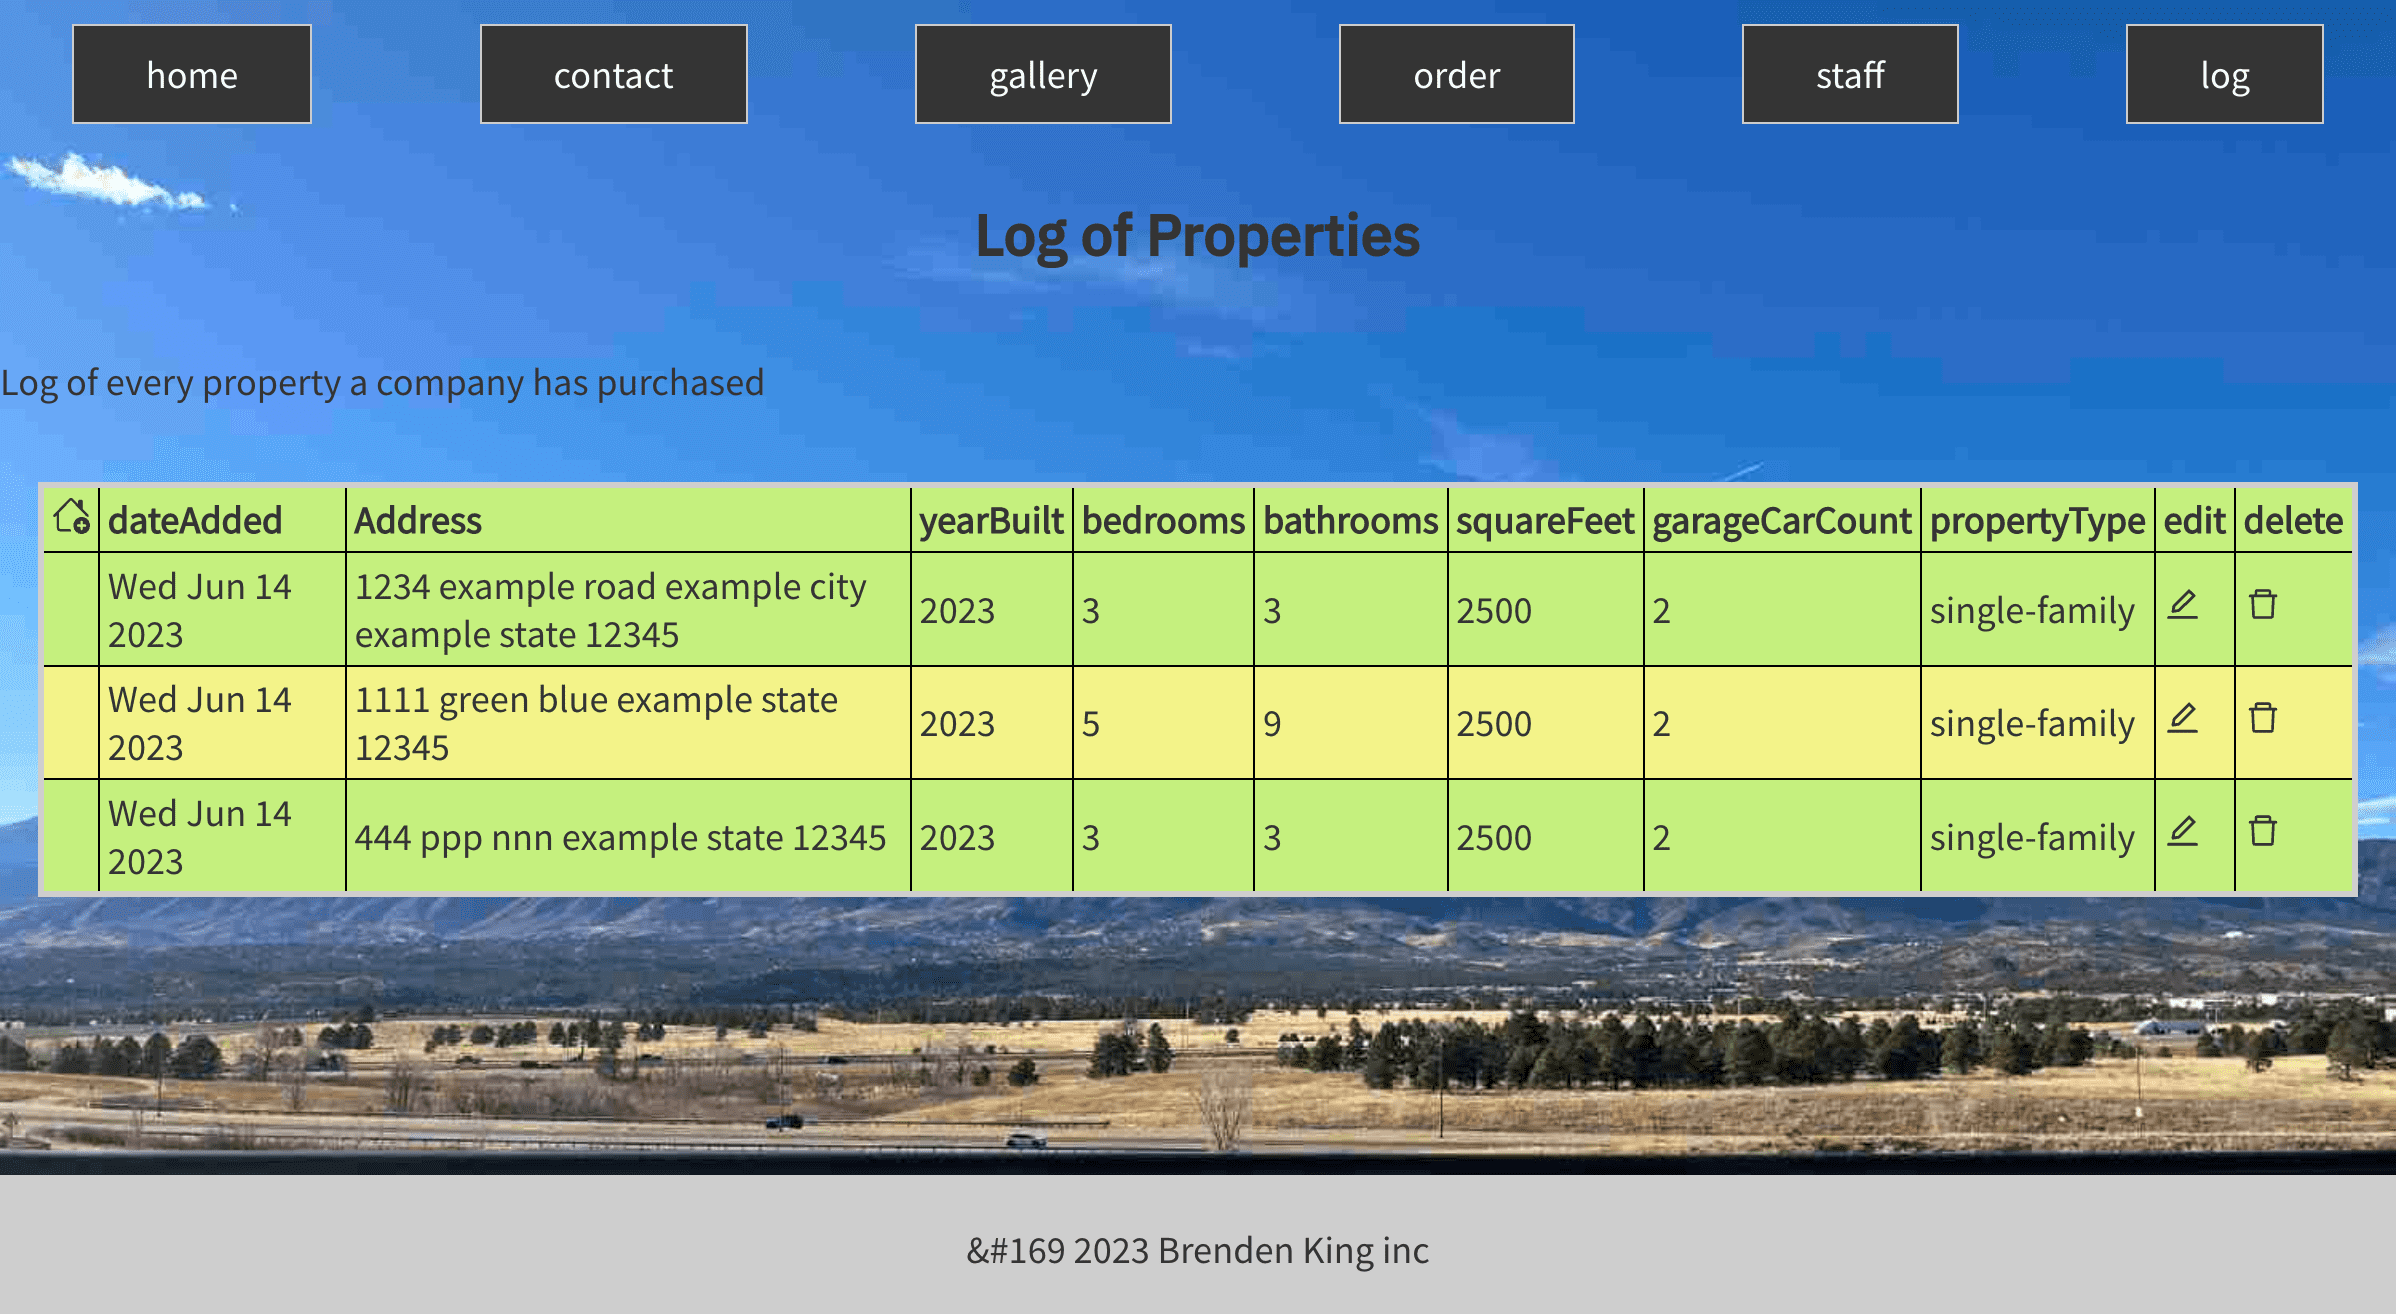 home contact gallery order staff log
Log of Properties
Log of every property a company has purchased
dateAdded Address yearBuilt bedrooms bathrooms squareFeet garageCarCount propertyType edit delete
Wed Jun 14 2023 1234 example road example city example state 12345 2023 3 3 2500 2 single-family
Wed Jun 14 2023 1111 green blue example state 12345 2023 5 9 2500 2 single-family
Wed Jun 14 2023 444 ppp nnn example state 12345 2023 3 3 2500 2 single-family
&#169 2023 Brenden King inc